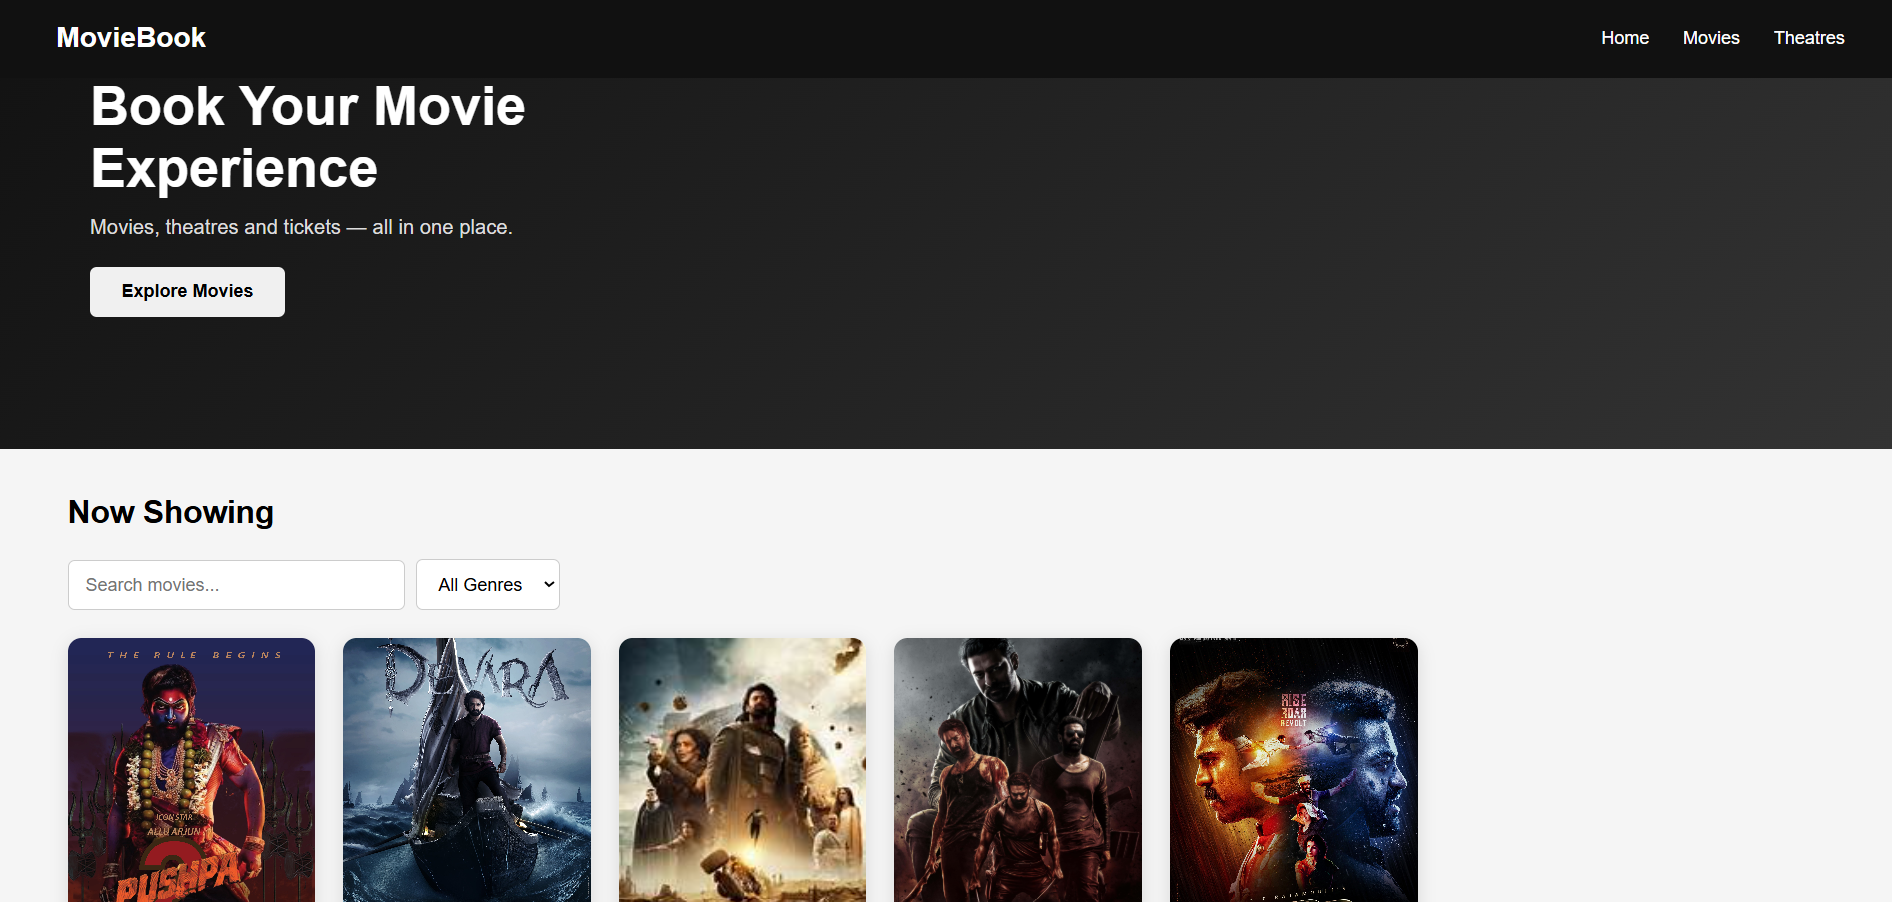 MovieBook
Home Movies Theatres
Book Your Movie
Experience
Movies, theatres and tickets — all in one place.
Explore Movies
Now Showing
Search movies...
All Genres
THE RULE BEGINS
ICON STAR
ALLU ARJUN
PUSHPA
DEVARA
RISE
ROAR
REVOLT